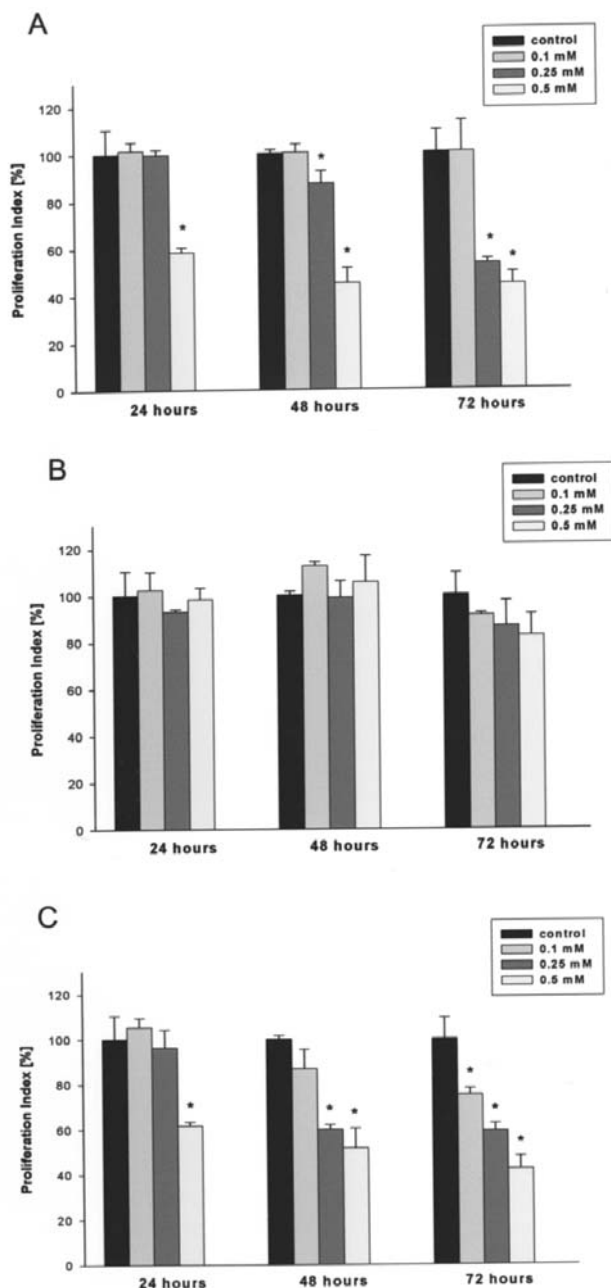 A
control
0.1 mM
0.25 mM
0.5 mM
Proliferation Index [%]
120
100
80
60
40
20
0
*
*
*
*
*
24 hours
48 hours
72 hours
B
control
0.1 mM
0.25 mM
0.5 mM
Proliferation Index [%]
120
100
80
60
40
20
0
24 hours
48 hours
72 hours
C
control
0.1 mM
0.25 mM
0.5 mM
Proliferation Index [%]
120
100
80
60
40
20
0
*
*
*
*
*
*
24 hours
48 hours
72 hours